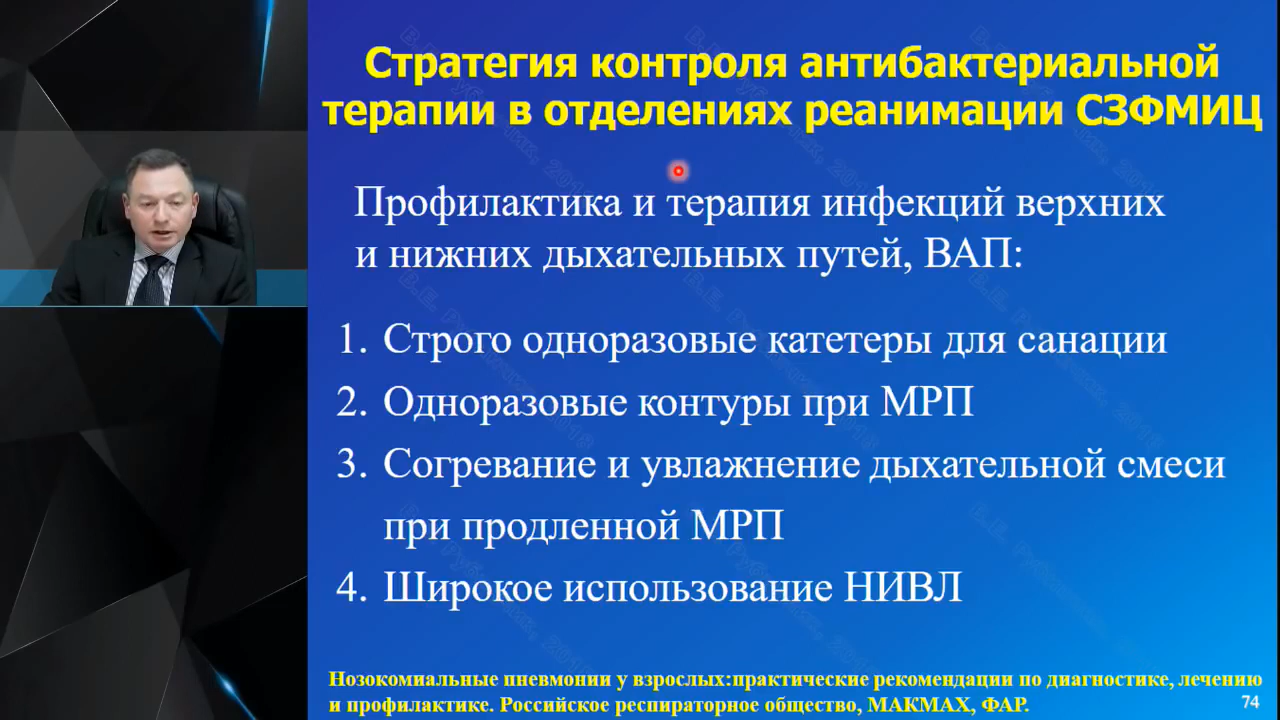 Стратегия контроля антибактериальной
терапии в отделениях реанимации СЗФМИЦ
Профилактика и терапия инфекций верхних
и нижних дыхательных путей, ВАП:
1. Строго одноразовые катетеры для санации
2. Одноразовые контуры при МРП
3. Согревание и увлажнение дыхательной смеси
при продленной МРП
4. Широкое использование НИВЛ
Нозокомиальные пневмонии у взрослых:практические рекомендации по диагностике, лечению
и профилактике. Российское респираторное общество, МАКМАХ, ФАР.
74